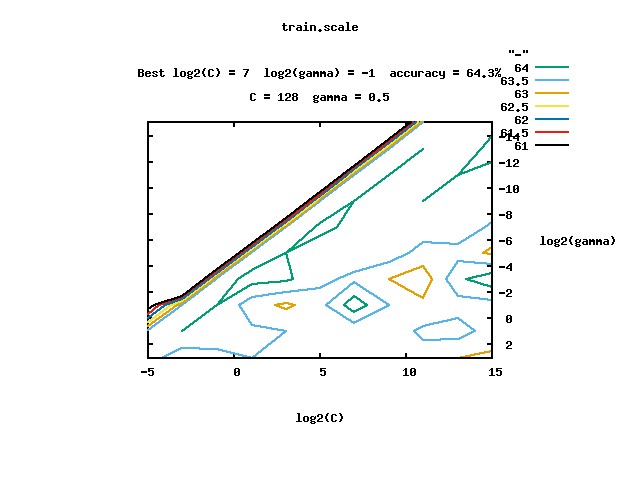 train.scale
"-"
Best log2(C) = 7 log2(gamma) = -1 accuracy = 64.3%
C = 128 gamma = 0.5
64
63.5
63
62.5
62
61.5
61
-14
-12
-10
-8
-6
-4
-2
0
2
log2(gamma)
-5 0 5 10 15
log2(C)